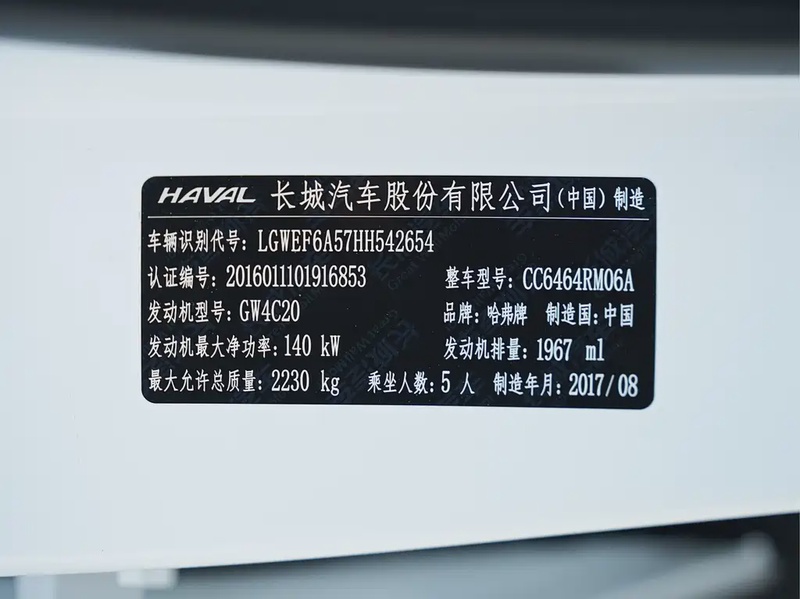 HAVAL 长城汽车股份有限公司(中国) 制造
车辆识别代号: LGWEF6A57HH542654
认证编号: 2016011101916853 整车型号: CC6464RM06A
发动机型号: GW4C20 品牌: 哈弗牌 制造国: 中国
发动机最大净功率: 140 kW 发动机排量: 1967 ml
最大允许总质量: 2230 kg 乘坐人数: 5 人 制造年月: 2017/08